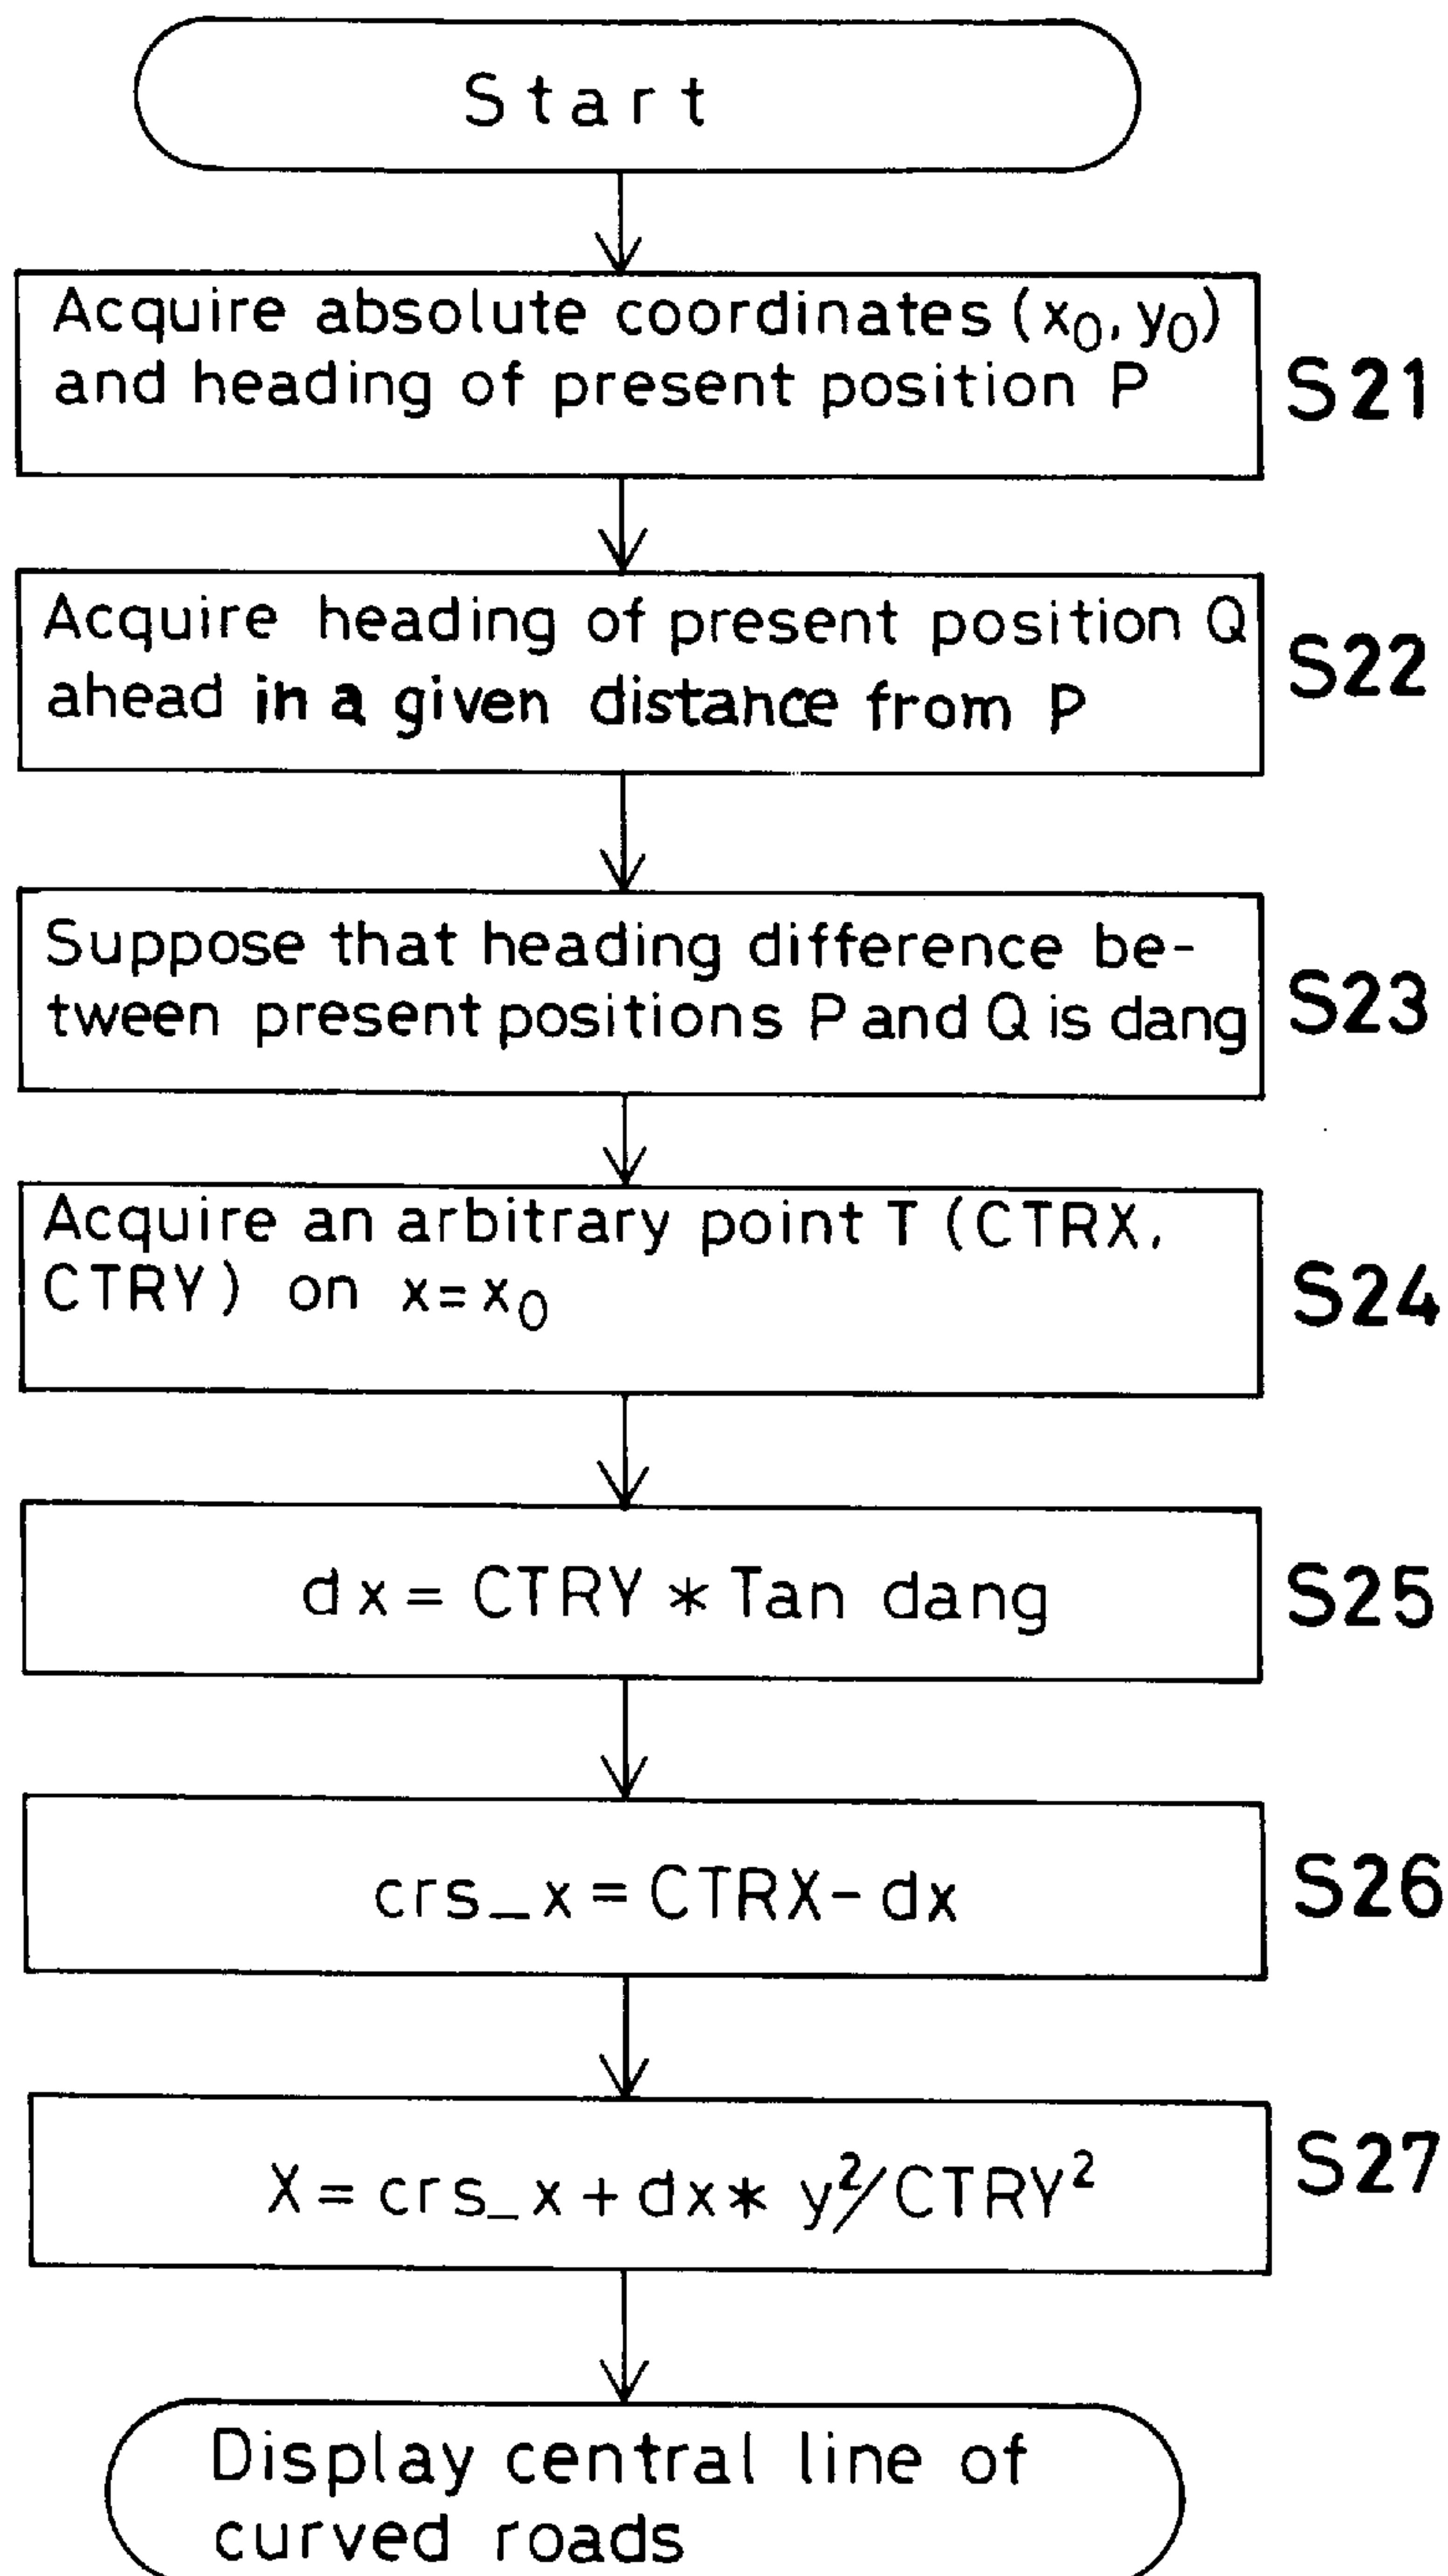 Start
Acquire absolute coordinates (x₀, y₀)
and heading of present position P
S21
Acquire heading of present position Q
ahead in a given distance from P
S22
Suppose that heading difference be-
tween present positions P and Q is dang
S23
Acquire an arbitrary point T (CTRX,
CTRY) on x=x₀
S24
dx = CTRY * Tan dang
S25
crs_x = CTRX - dx
S26
X = crs_x + dx * y²/CTRY²
S27
Display central line of
curved roads